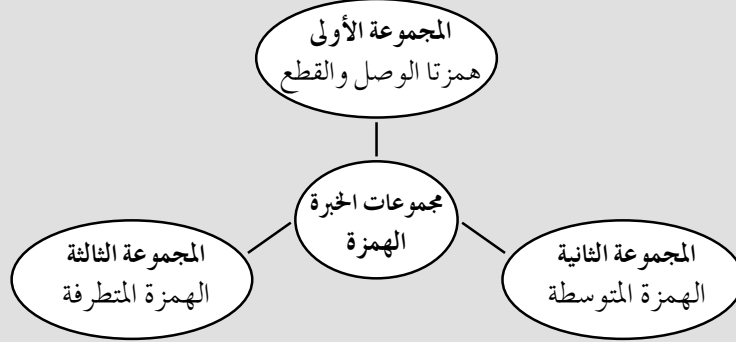 المجموعة الأولى
همزتا الوصل والقطع
مجموعات الخبرة
الهمزة
المجموعة الثانية
الهمزة المتوسطة
المجموعة الثالثة
الهمزة المتطرفة